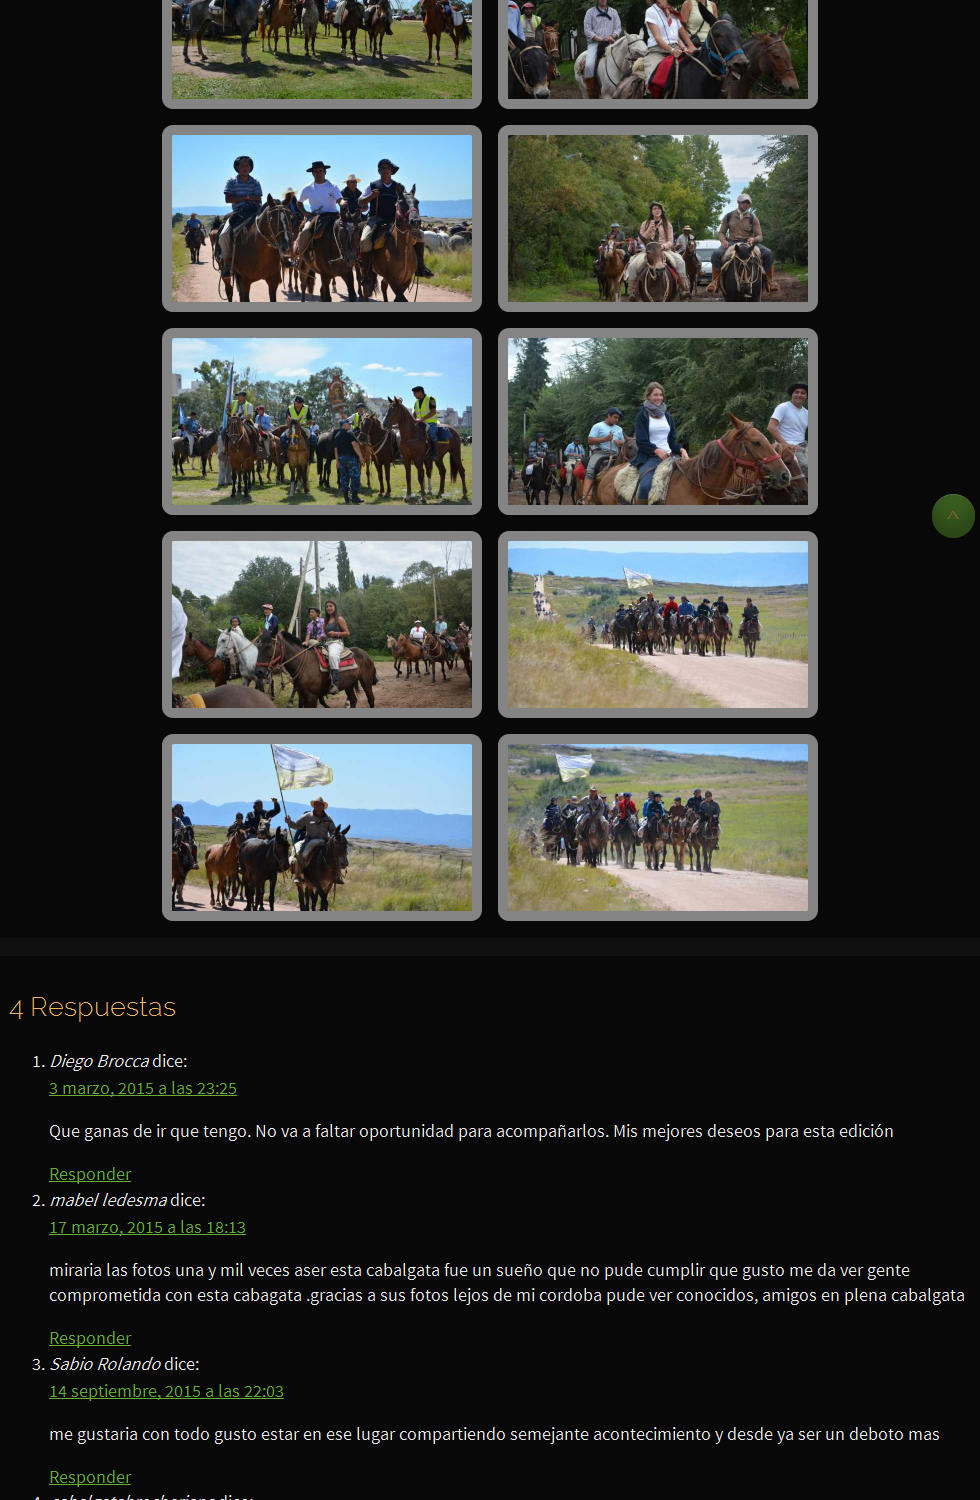 4 Respuestas
1. Diego Brocca dice:
3 marzo, 2015 a las 23:25
Que ganas de ir que tengo. No va a faltar oportunidad para acompañarlos. Mis mejores deseos para esta edición
Responder
2. mabel ledesma dice:
17 marzo, 2015 a las 18:13
miraria las fotos una y mil veces aser esta cabalgata fue un sueño que no pude cumplir que gusto me da ver gente
comprometida con esta cabagata .gracias a sus fotos lejos de mi cordoba pude ver conocidos, amigos en plena cabalgata
Responder
3. Sabio Rolando dice:
14 septiembre, 2015 a las 22:03
me gustaria con todo gusto estar en ese lugar compartiendo semejante acontecimiento y desde ya ser un deboto mas
Responder